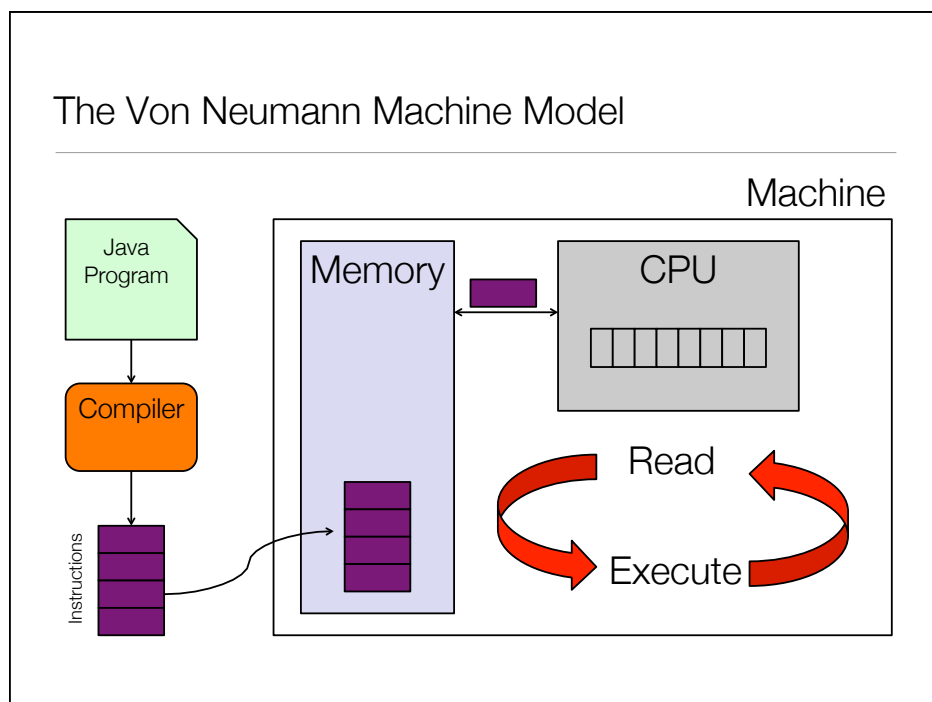 The Von Neumann Machine Model
Machine
Java
Program
Memory
CPU
Compiler
Read
Execute
Instructions